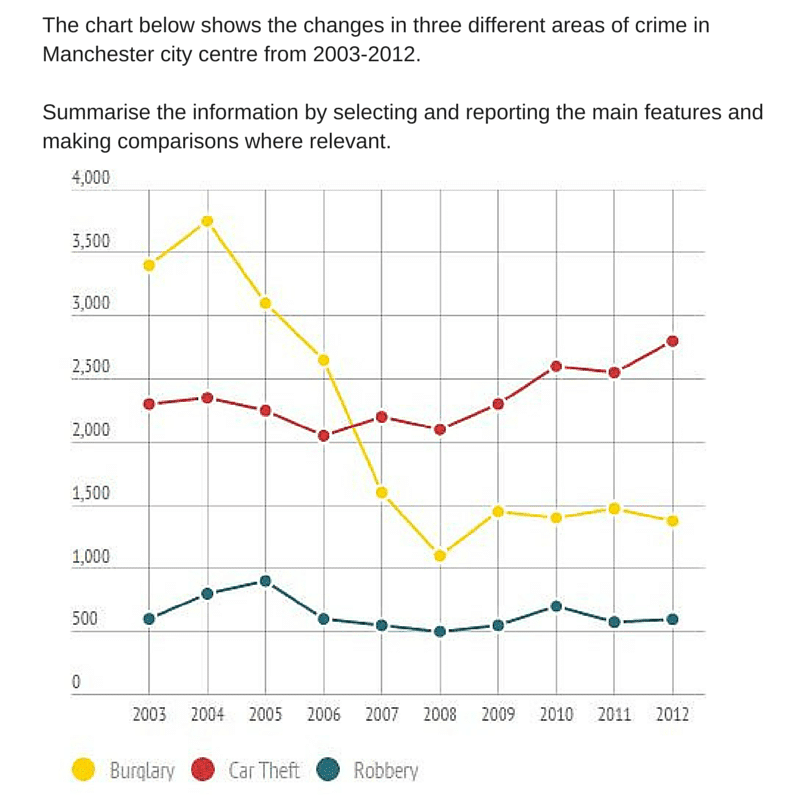 The chart below shows the changes in three different areas of crime in
Manchester city centre from 2003-2012.
Summarise the information by selecting and reporting the main features and
making comparisons where relevant.
4,000
3,500
3,000
2,500
2,000
1,500
1,000
500
0
2003 2004 2005 2006 2007 2008 2009 2010 2011 2012
Burglary Car Theft Robbery